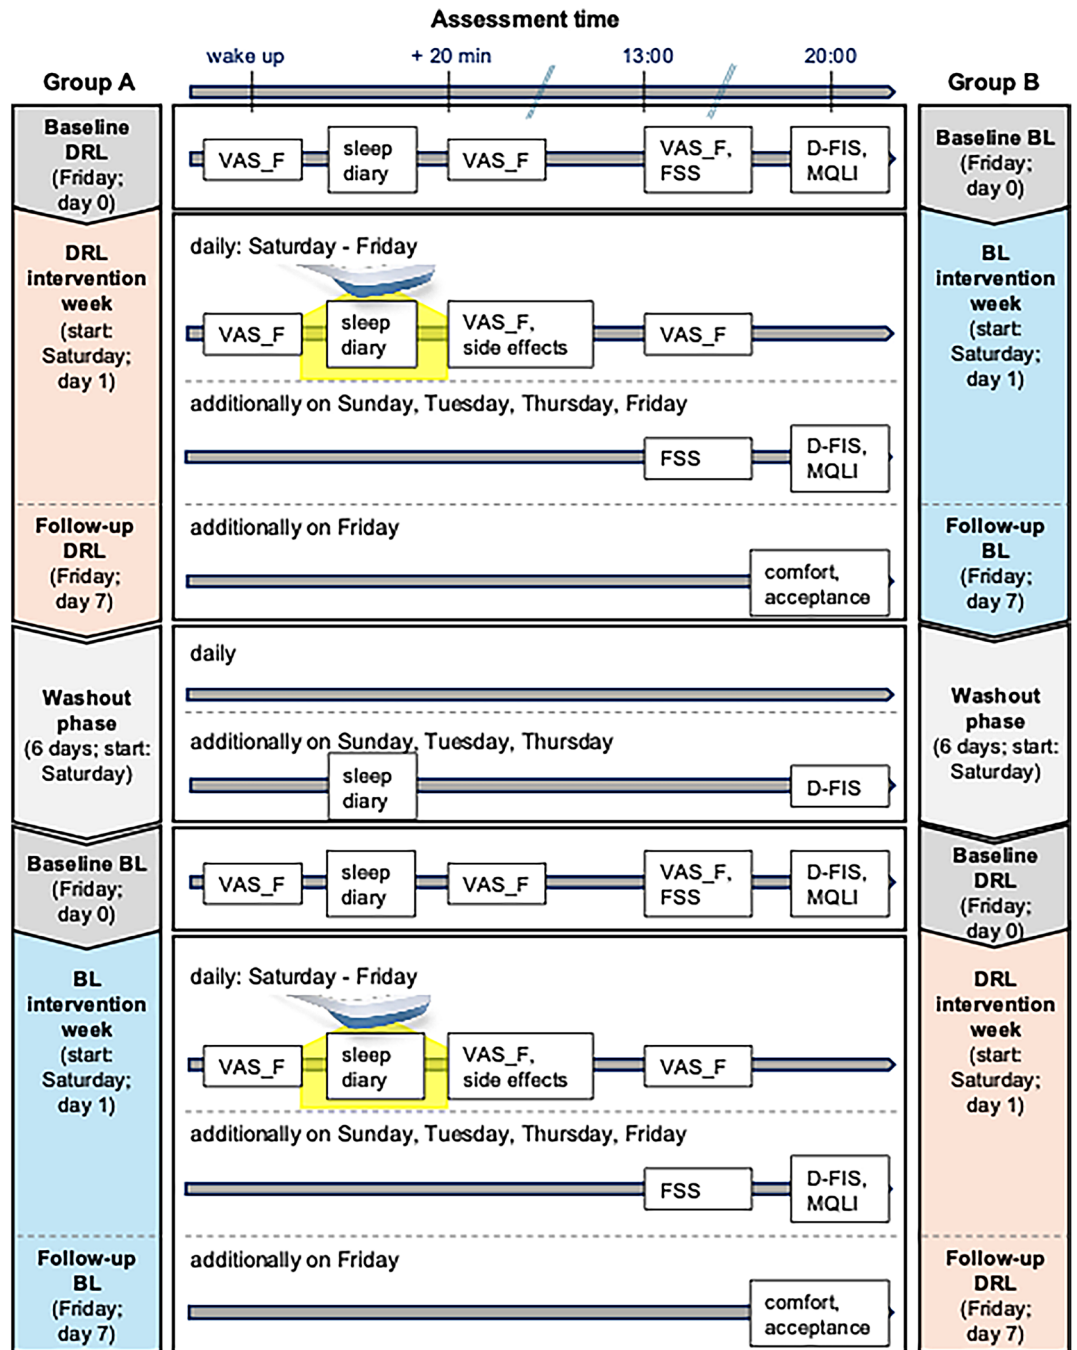 Assessment time
wake up
+ 20 min
13:00
20:00
Group A
Group B
Baseline
DRL
(Friday;
day 0)
VAS_F
sleep
diary
VAS_F
VAS_F,
FSS
D-FIS,
MQLI
Baseline BL
(Friday;
day 0)
DRL
intervention
week
(start:
Saturday;
day 1)
daily: Saturday - Friday
VAS_F
sleep
diary
VAS_F,
side effects
VAS_F
additionally on Sunday, Tuesday, Thursday, Friday
FSS
D-FIS,
MQLI
BL
intervention
week
(start:
Saturday;
day 1)
Follow-up
DRL
(Friday;
day 7)
additionally on Friday
comfort,
acceptance
Follow-up
BL
(Friday;
day 7)
Washout
phase
(6 days; start:
Saturday)
daily
additionally on Sunday, Tuesday, Thursday
sleep
diary
D-FIS
Washout
phase
(6 days; start:
Saturday)
Baseline BL
(Friday;
day 0)
VAS_F
sleep
diary
VAS_F
VAS_F,
FSS
D-FIS,
MQLI
Baseline
DRL
(Friday;
day 0)
BL
intervention
week
(start:
Saturday;
day 1)
daily: Saturday - Friday
VAS_F
sleep
diary
VAS_F,
side effects
VAS_F
additionally on Sunday, Tuesday, Thursday, Friday
FSS
D-FIS,
MQLI
DRL
intervention
week
(start:
Saturday;
day 1)
Follow-up
BL
(Friday;
day 7)
additionally on Friday
comfort,
acceptance
Follow-up
DRL
(Friday;
day 7)